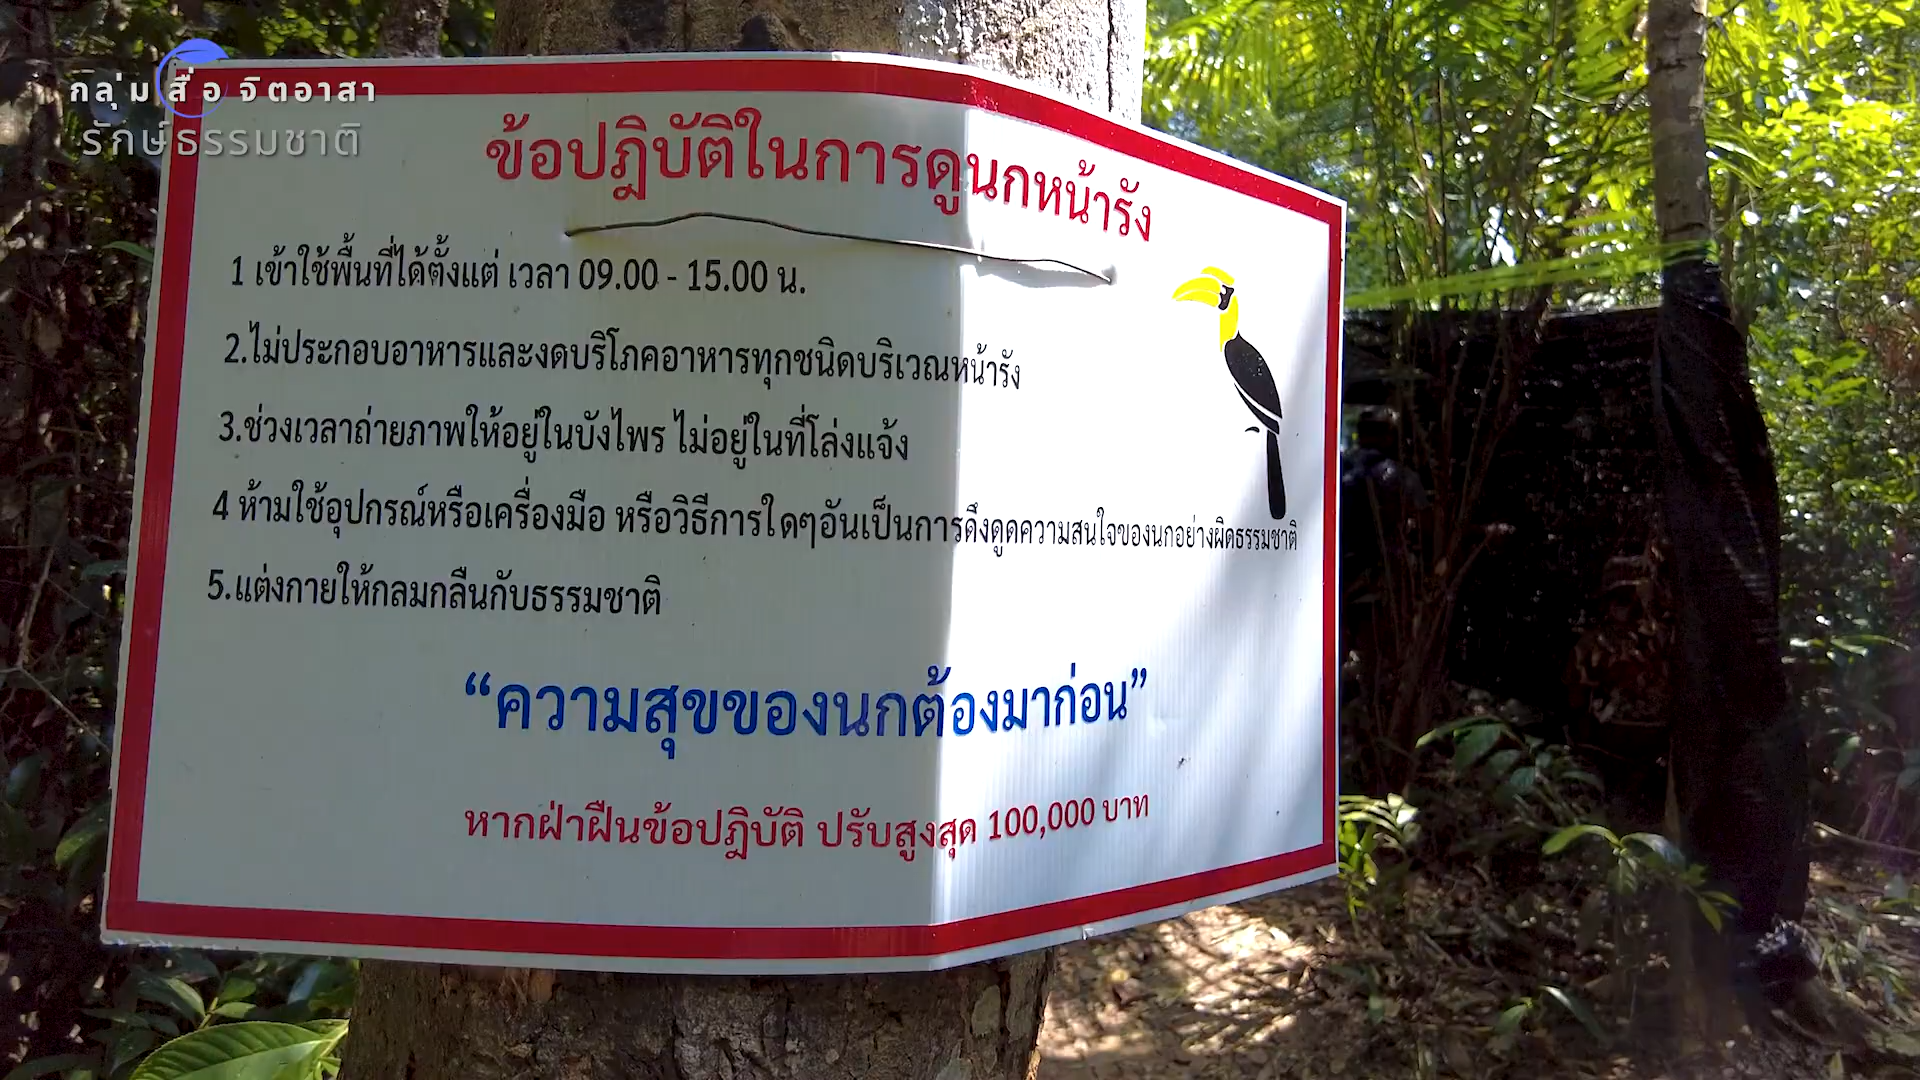 กลุ่มสื่อจิตอาสา
รักษ์ธรรมชาติ
ข้อปฎิบัติในการดูนกหน้ารัง
1 เข้าใช้พื้นที่ได้ตั้งแต่ เวลา 09.00 - 15.00 น.
2.ไม่ประกอบอาหารและงดบริโภคอาหารทุกชนิดบริเวณหน้ารัง
3.ช่วงเวลาถ่ายภาพให้อยู่ในบังไพร ไม่อยู่ในที่โล่งแจ้ง
4 ห้ามใช้อุปกรณ์หรือเครื่องมือ หรือวิธีการใดๆอันเป็นการดึงดูดความสนใจของนกอย่างผิดธรรมชาติ
5.แต่งกายให้กลมกลืนกับธรรมชาติ
“ความสุขของนกต้องมาก่อน”
หากฝ่าฝืนข้อปฎิบัติ ปรับสูงสุด 100,000 บาท